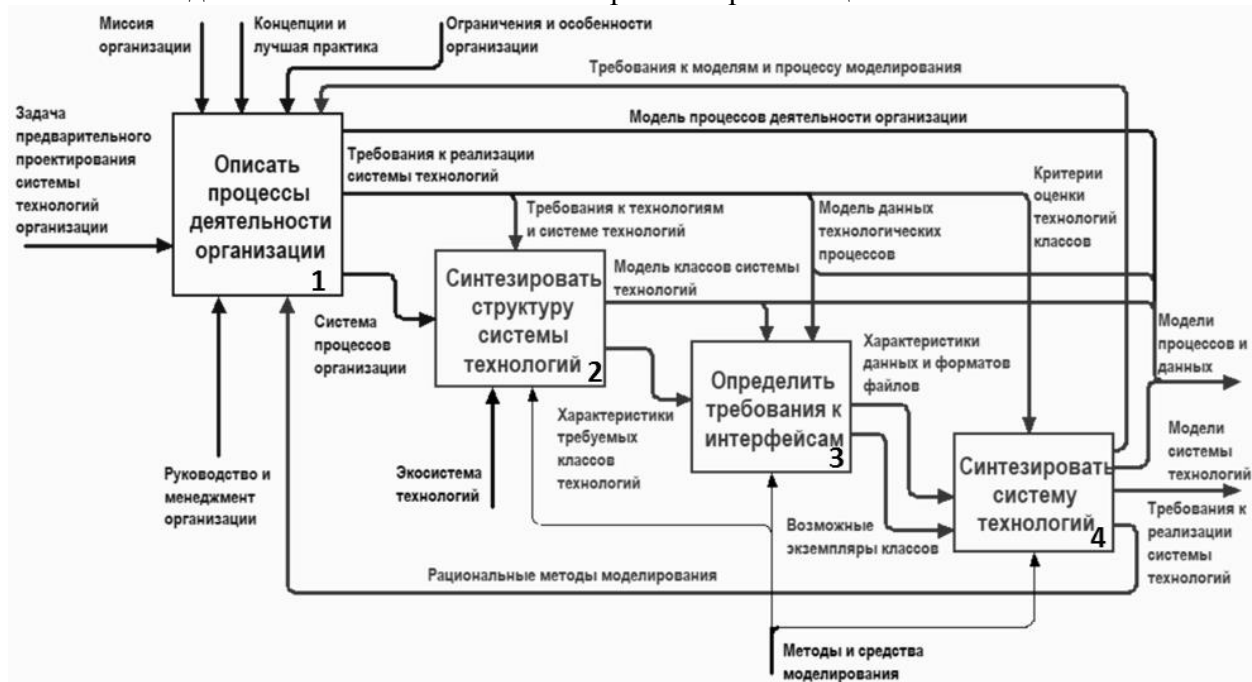 Миссия
организации
Концепции и
лучшая практика
Ограничения и особенности
организации
Требования к моделям и процессу моделирования
Задача
предварительного
проектирования
системы
технологий
организации
Описать
процессы
деятельности
организации
1
Модель процессов деятельности организации
Требования к реализации
системы технологий
Критерии
оценки
технологий
классов
Требования к технологиям
и системе технологий
Модель данных
технологических
процессов
Синтезировать
структуру
системы
технологий
2
Модель классов системы
технологий
Система
процессов
организации
Модели
процессов и
данных
Характеристики
данных и форматов
файлов
Определить
требования к
интерфейсам
3
Характеристики
требуемых
классов
технологий
Модели
системы
технологий
Синтезировать
систему
технологий
4
Руководство и
менеджмент
организации
Экосистема
технологий
Возможные
экземпляры классов
Требования к
реализации
системы
технологий
Рациональные методы моделирования
Методы и средства
моделирования